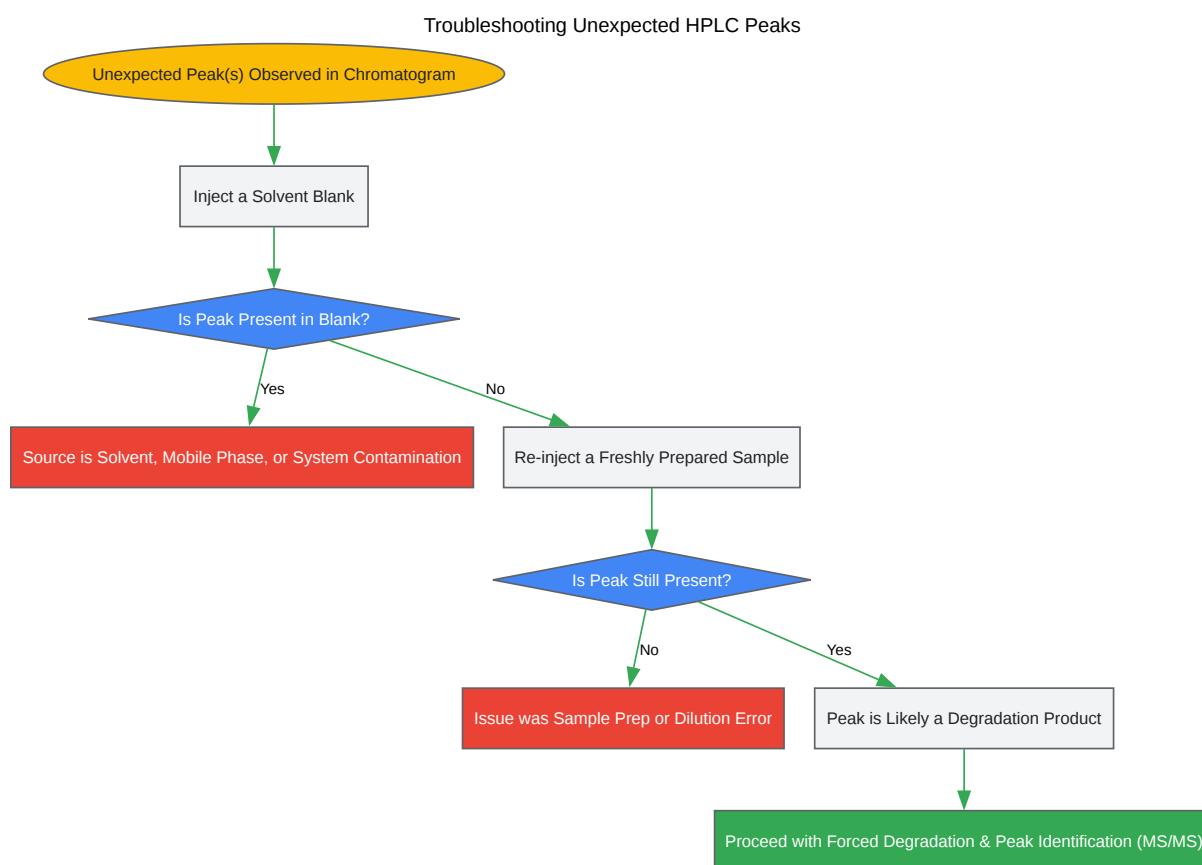 Troubleshooting Unexpected HPLC Peaks
Unexpected Peak(s) Observed in Chromatogram
Inject a Solvent Blank
Is Peak Present in Blank?
Yes
No
Source is Solvent, Mobile Phase, or System Contamination
Re-inject a Freshly Prepared Sample
Is Peak Still Present?
No
Yes
Issue was Sample Prep or Dilution Error
Peak is Likely a Degradation Product
Proceed with Forced Degradation & Peak Identification (MS/MS)